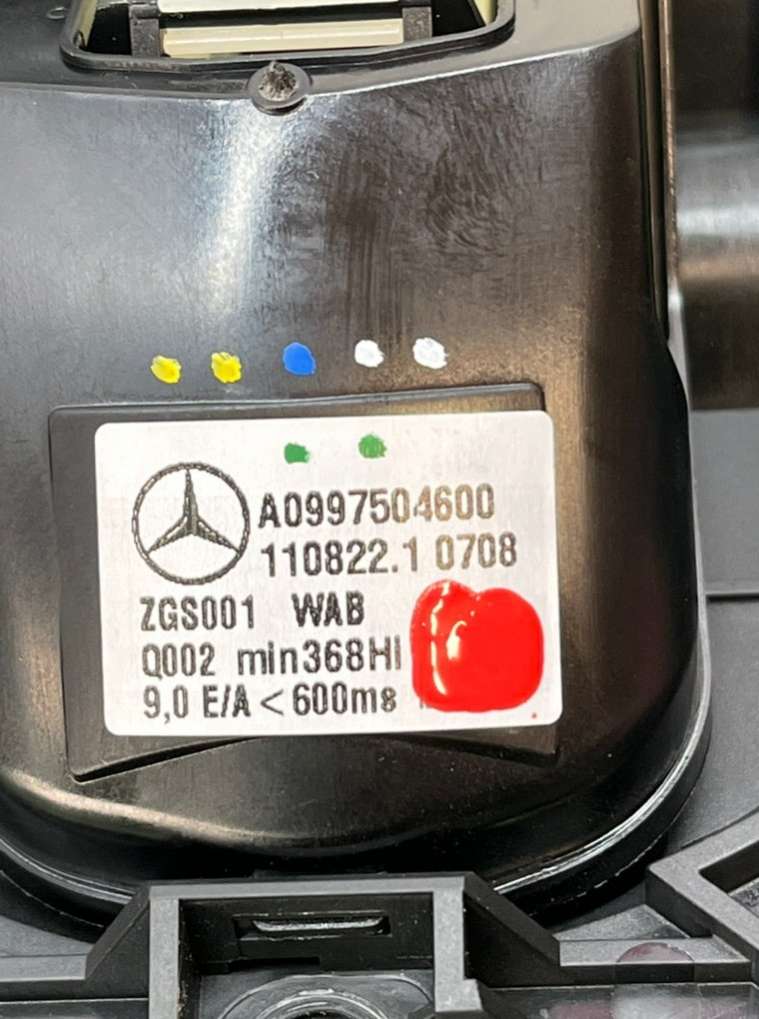 A0997504600
110822.1 0708
ZGS001 WAB
Q002 min368HI
9,0 E/A < 600ms